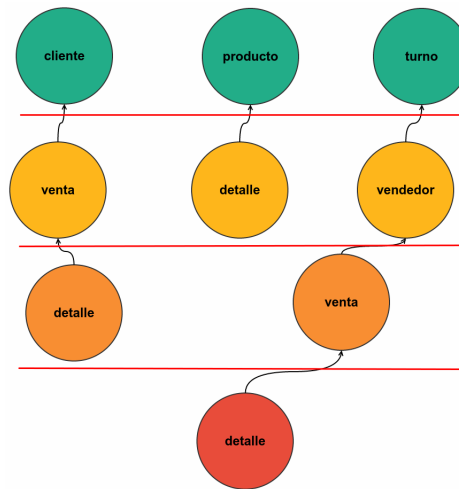 cliente
producto
turno
venta
detalle
vendedor
detalle
venta
detalle